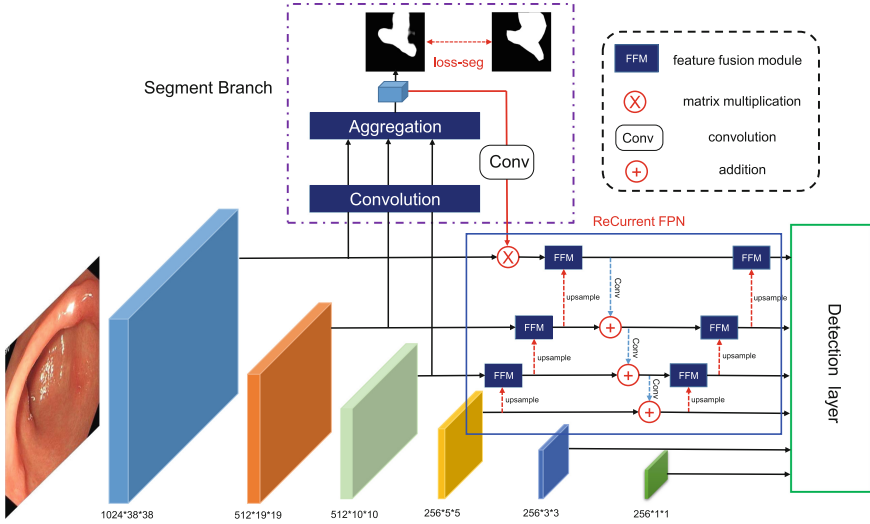 Segment Branch
loss-seg
Aggregation
Conv
Convolution
FFM
feature fusion module
matrix multiplication
Conv
convolution
addition
ReCurrent FPN
FFM
FFM
Conv
upsample
upsample
FFM
FFM
Conv
upsample
upsample
FFM
FFM
Conv
upsample
upsample
Detection layer
1024*38*38
512*19*19
512*10*10
256*5*5
256*3*3
256*1*1